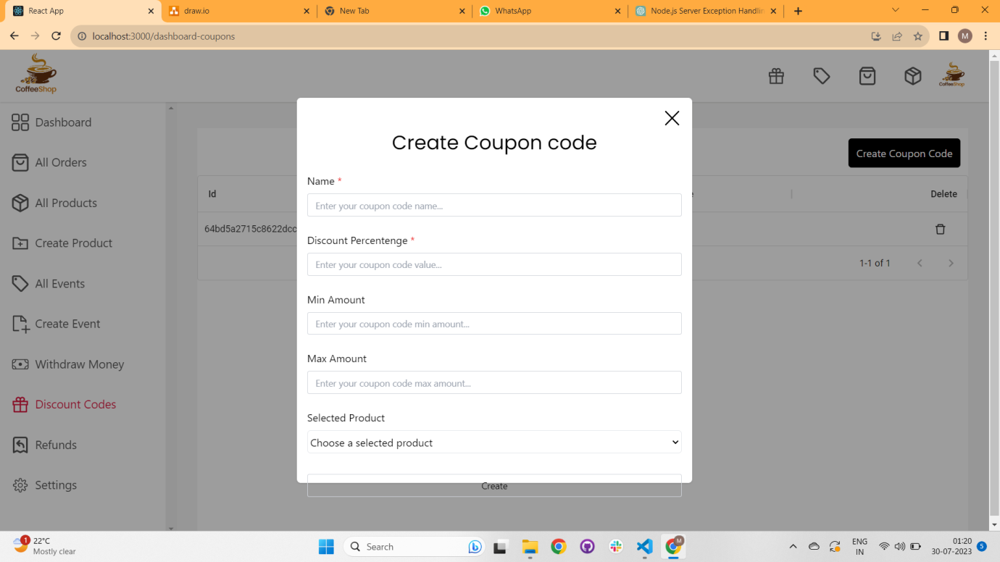 React App
draw.io
New Tab
WhatsApp
Node.js Server Exception Handlin
localhost:3000/dashboard-coupons
M
CoffeeShop
CoffeeShop
Dashboard
All Orders
All Products
Create Product
All Events
Create Event
Withdraw Money
Discount Codes
Refunds
Settings
Create Coupon Code
Id
Delete
64bd5a2715c8622dcc
1-1 of 1
Create Coupon code
Name *
Enter your coupon code name...
Discount Percentenge *
Enter your coupon code value...
Min Amount
Enter your coupon code min amount...
Max Amount
Enter your coupon code max amount...
Selected Product
Choose a selected product
Create
1
22°C
Mostly clear
Search
M
ENG
IN
01:20
30-07-2023
5